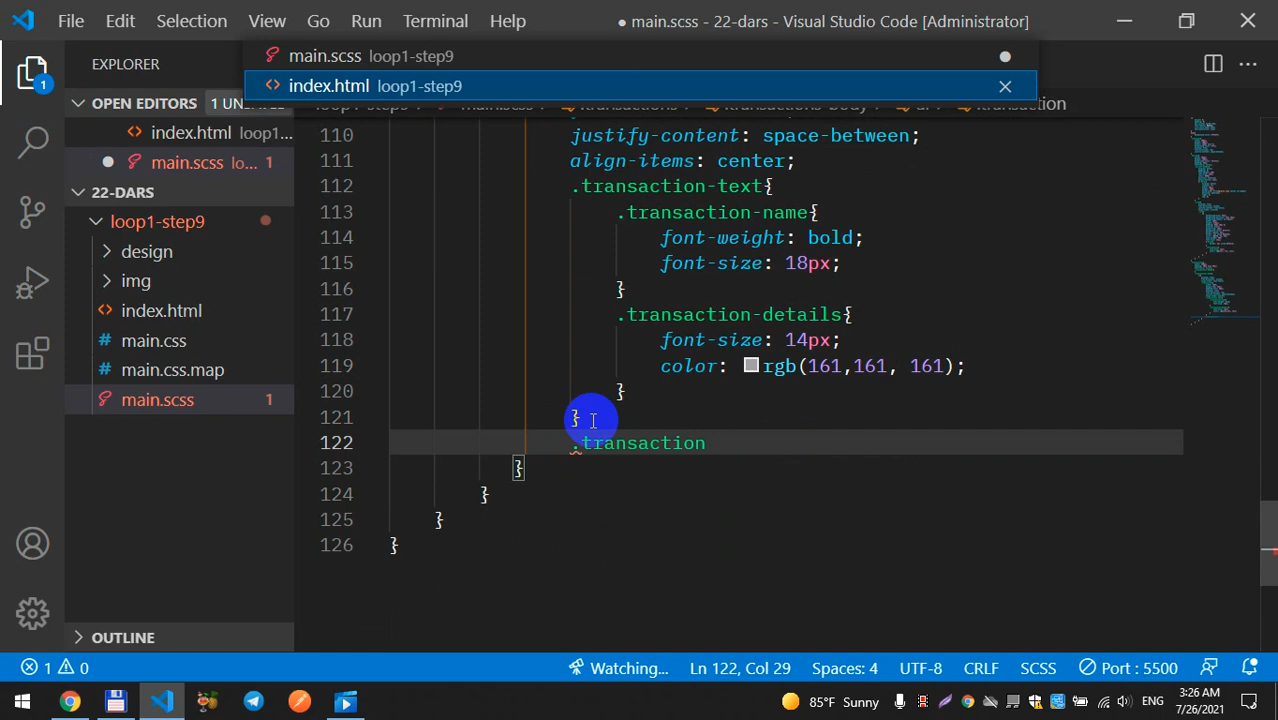 File Edit Selection View Go Run Terminal Help
● main.scss - 22-dars - Visual Studio Code [Administrator]
main.scss loop1-step9
index.html loop1-step9
EXPLORER
OPEN EDITORS
index.html loop1...
main.scss lo... 1
22-DARS
loop1-step9
design
img
index.html
main.css
main.css.map
main.scss 1
OUTLINE
110 justify-content: space-between;
111 align-items: center;
112 .transaction-text{
113 .transaction-name{
114 font-weight: bold;
115 font-size: 18px;
116 }
117 .transaction-details{
118 font-size: 14px;
119 color: rgb(161,161, 161);
120 }
121 }
122 .transaction
123 }
124 }
125 }
126 }
1 0 Watching... Ln 122, Col 29 Spaces: 4 UTF-8 CRLF SCSS Port : 5500
85°F Sunny ENG 3:26 AM
7/26/2021